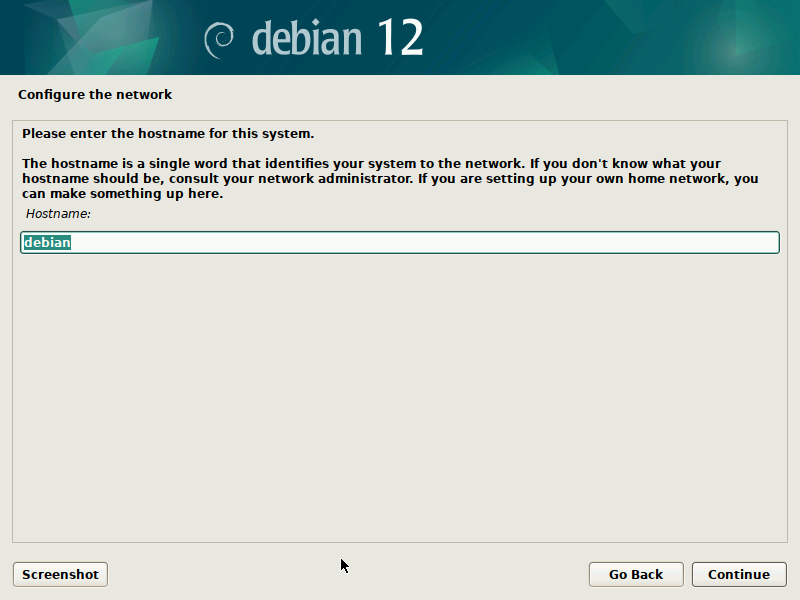 debian 12
Configure the network
Please enter the hostname for this system.
The hostname is a single word that identifies your system to the network. If you don't know what your
hostname should be, consult your network administrator. If you are setting up your own home network, you
can make something up here.
Hostname:
debian
Screenshot
Go Back
Continue